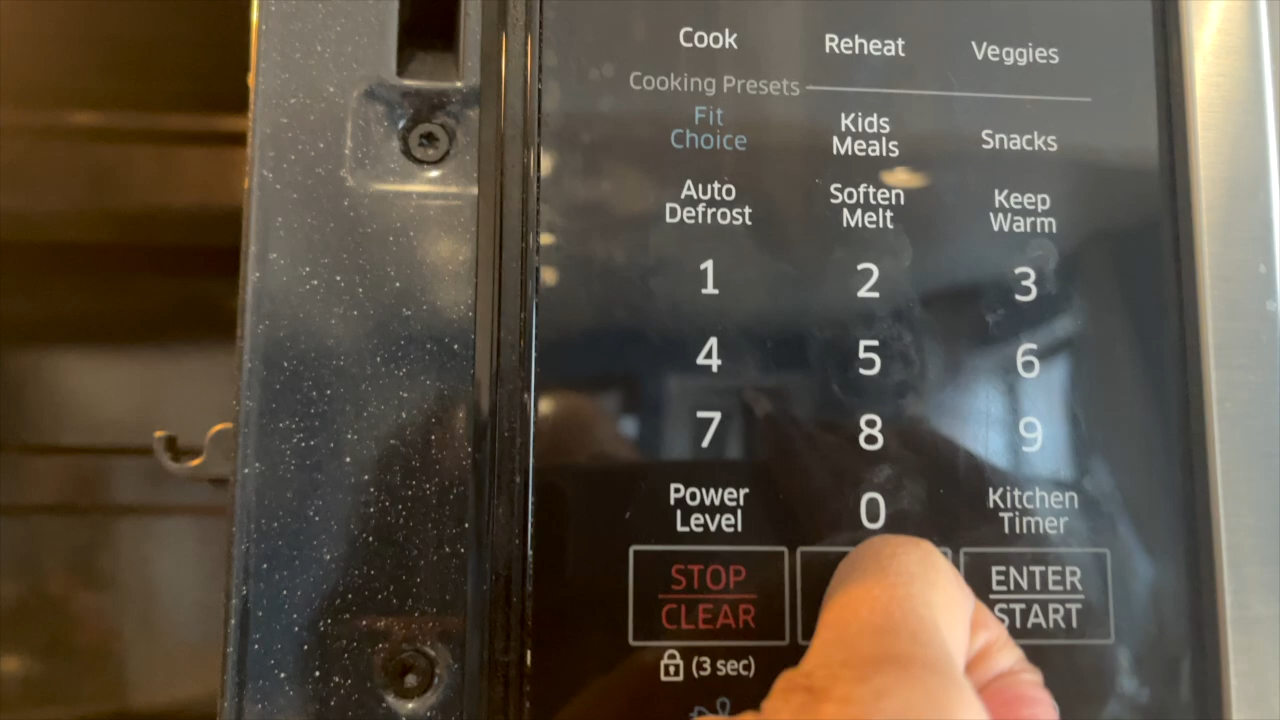 Cook Reheat Veggies
Cooking Presets
Fit Choice
Kids Meals
Snacks
Auto Defrost
Soften Melt
Keep Warm
1 2 3
4 5 6
7 8 9
Power Level
0
Kitchen Timer
STOP
CLEAR
ENTER
START
(3 sec)